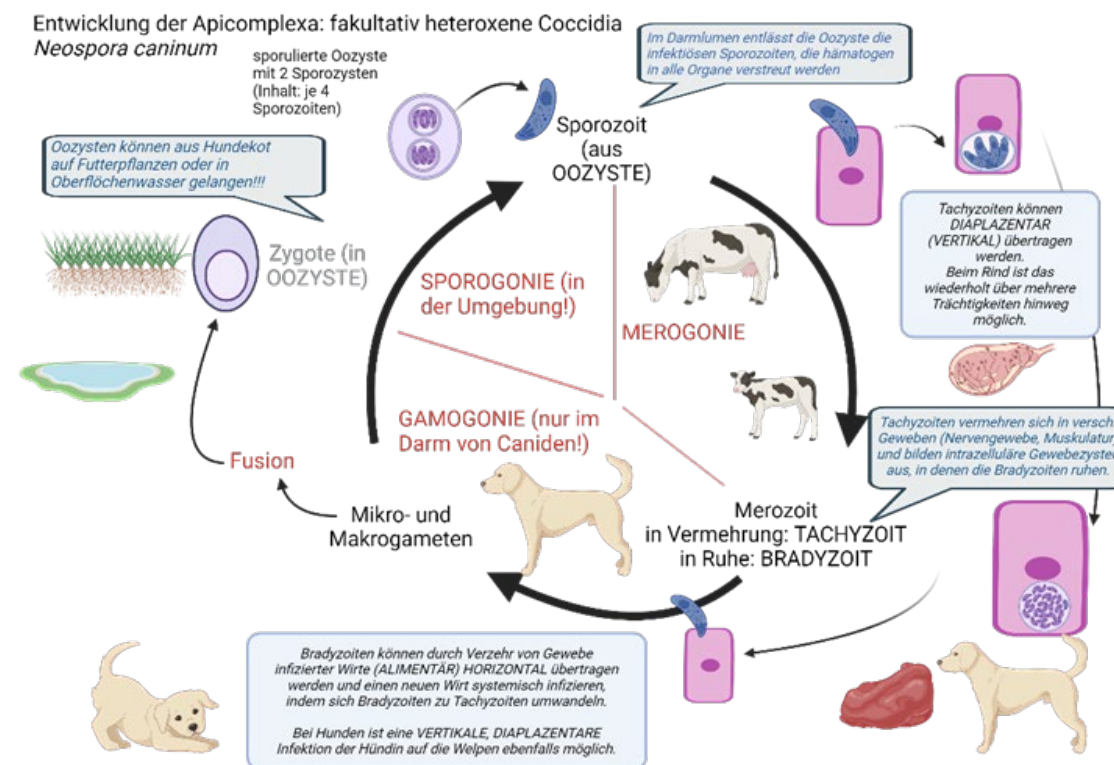 Entwicklung der Apicomplexa: fakultativ heteroxene Coccidia
Neospora caninum
sporulierte Oozyste
mit 2 Sporozysten
(Inhalt: je 4
Sporozoiten)
Im Darmlumen entlässt die Oozyste die
infektiösen Sporozoiten, die hämatogen
in alle Organe verstreut werden
Sporozoit
(aus
OOZYSTE)
Oozysten können aus Hundekot
auf Futterpflanzen oder in
Oberflöchenwasser gelangen!!!
Zygote (in
OOZYSTE)
Tachyzoiten können
DIAPLAZENTAR
(VERTIKAL) übertragen
werden.
Beim Rind ist das
wiederholt über mehrere
Trächtigkeiten hinweg
möglich.
SPOROGONIE (in
der Umgebung!)
MEROGONIE
GAMOGONIE (nur im
Darm von Caniden!)
Tachyzoiten vermehren sich in versch
Geweben (Nervengewebe, Muskulatur)
und bilden intrazelluläre Gewebezysten
aus, in denen die Bradyzoiten ruhen.
Fusion
Mikro- und
Makrogameten
Merozoit
in Vermehrung: TACHYZOIT
in Ruhe: BRADYZOIT
Bradyzoiten können durch Verzehr von Gewebe
infizierter Wirte (ALIMENTÄR) HORIZONTAL übertragen
werden und einen neuen Wirt systemisch infizieren,
indem sich Bradyzoiten zu Tachyzoiten umwandeln.
Bei Hunden ist eine VERTIKALE, DIAPLAZENTARE
Infektion der Hündin auf die Welpen ebenfalls möglich.